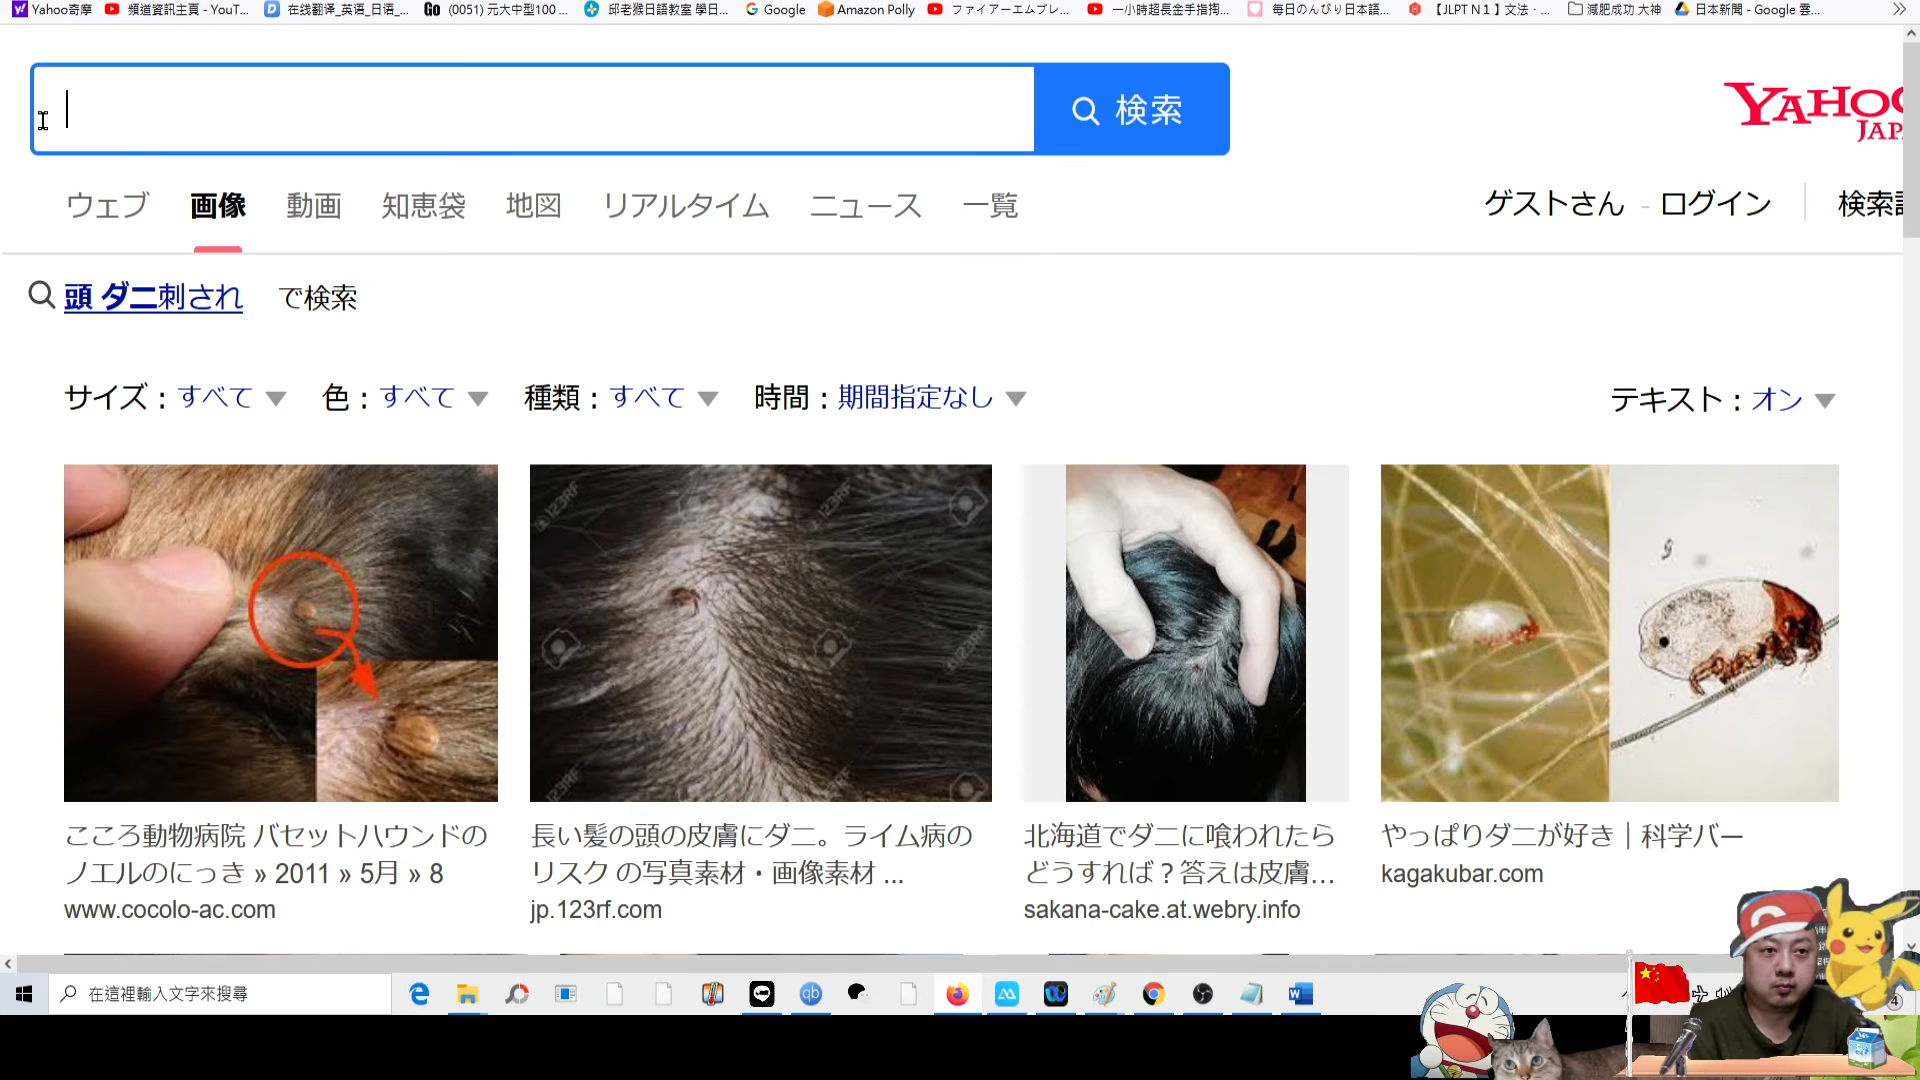 Yahoo奇摩
頻道資訊主頁 - YouT...
在线翻译_英语_日语_...
(0051) 元大中型100 ...
邱老猴日語教室 學日...
Google
Amazon Polly
ファイアーエムブレ...
一小時超長金手指掏...
毎日のんびり日本語...
【JLPT N１】文法・...
減肥成功 大神
日本新聞 - Google 雲...
検索
YAHOO
JAP
ウェブ 画像 動画 知恵袋 地図 リアルタイム ニュース 一覧
ゲストさん - ログイン
検索
頭 ダニ刺され で検索
サイズ：すべて 色：すべて 種類：すべて 時間：期間指定なし
テキスト：オン
こころ動物病院 バセットハウンドの
ノエルのにっき » 2011 » 5月 » 8
www.cocolo-ac.com
長い髪の頭の皮膚にダニ。ライム病の
リスク の写真素材・画像素材 ...
jp.123rf.com
北海道でダニに喰われたら
どうすれば？答えは皮膚...
sakana-cake.at.webry.info
やっぱりダニが好き｜科学バー
kagakubar.com
在這裡輸入文字來搜尋